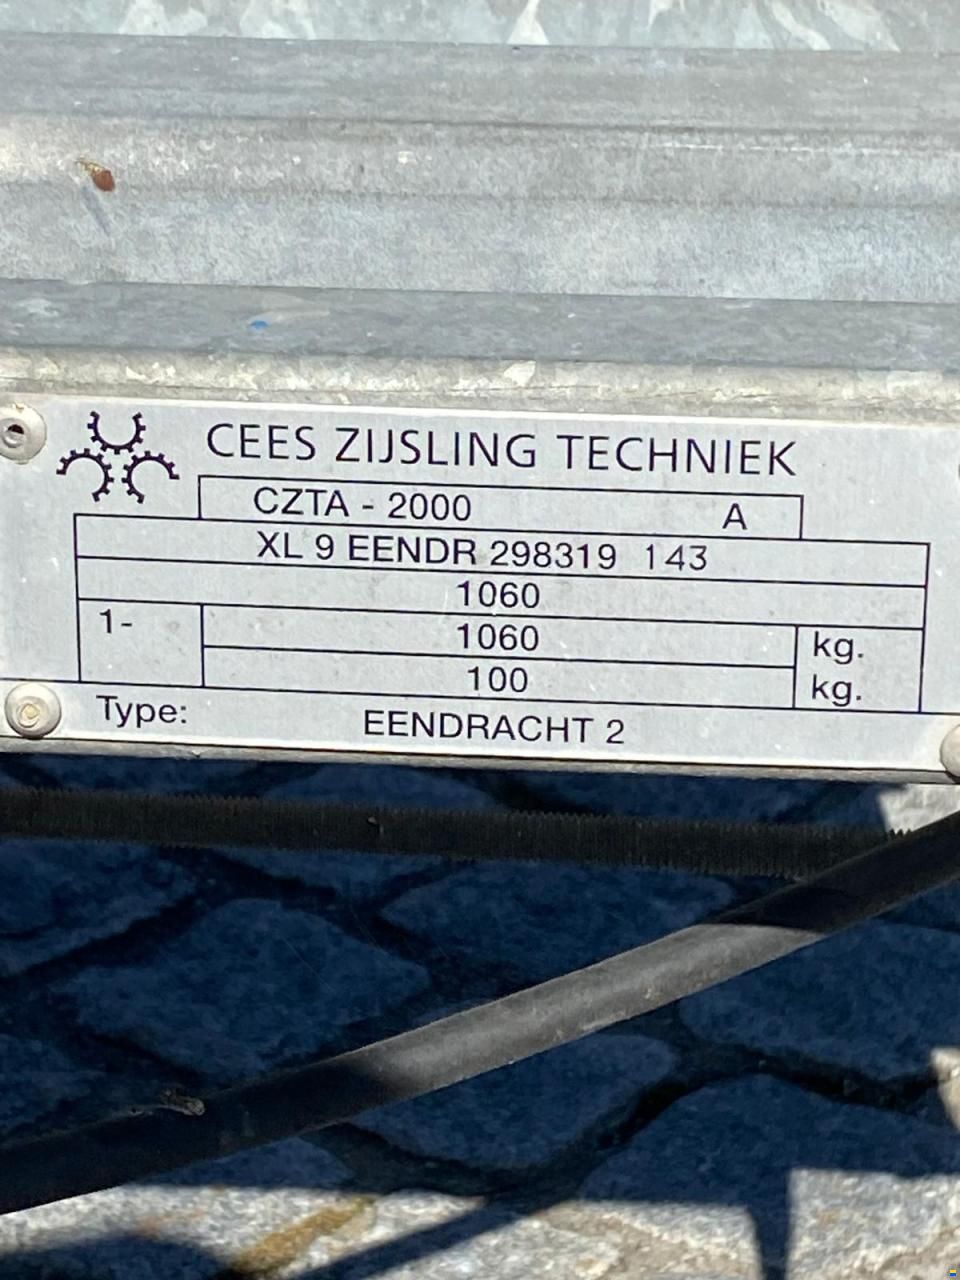 CEES ZIJSLING TECHNIEK
CZTA - 2000 A
XL 9 EENDR 298319 143
1060
1- 1060 kg.
100 kg.
Type: EENDRACHT 2